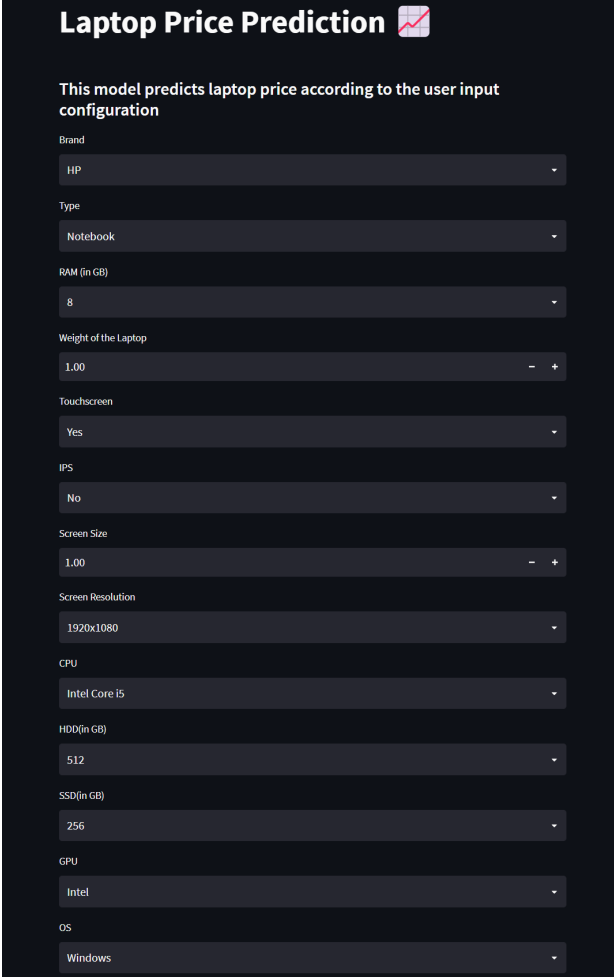 Laptop Price Prediction
This model predicts laptop price according to the user input
configuration
Brand
HP
Type
Notebook
RAM (in GB)
8
Weight of the Laptop
1.00
Touchscreen
Yes
IPS
No
Screen Size
1.00
Screen Resolution
1920x1080
CPU
Intel Core i5
HDD(in GB)
512
SSD(in GB)
256
GPU
Intel
OS
Windows